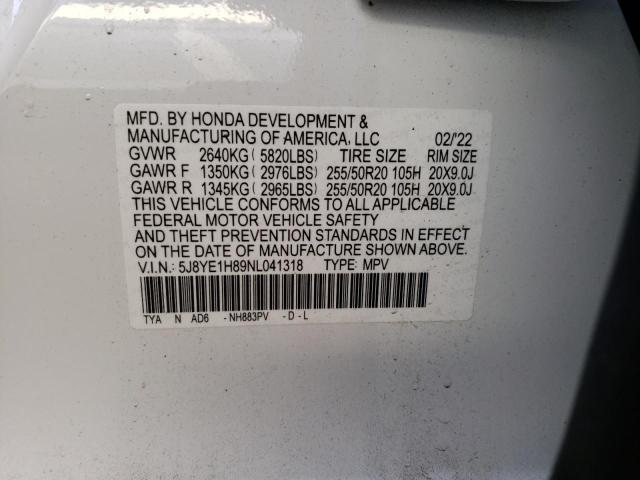 MFD. BY HONDA DEVELOPMENT &
MANUFACTURING OF AMERICA, LLC 02/'22
GVWR 2640KG( 5820LBS) TIRE SIZE RIM SIZE
GAWR F 1350KG( 2976LBS) 255/50R20 105H 20X9.0J
GAWR R 1345KG( 2965LBS) 255/50R20 105H 20X9.0J
THIS VEHICLE CONFORMS TO ALL APPLICABLE
FEDERAL MOTOR VEHICLE SAFETY
AND THEFT PREVENTION STANDARDS IN EFFECT
ON THE DATE OF MANUFACTURE SHOWN ABOVE.
V.I.N.: 5J8YE1H89NL041318 TYPE: MPV
TYA N AD6 -NH883PV -D-L